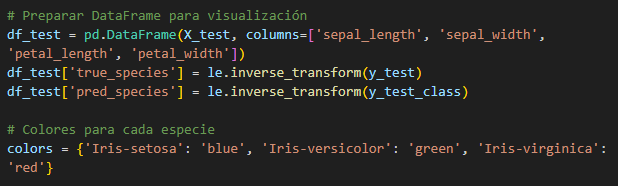 # Preparar DataFrame para visualización
df_test = pd.DataFrame(X_test, columns=['sepal_length', 'sepal_width',
'petal_length', 'petal_width'])
df_test['true_species'] = le.inverse_transform(y_test)
df_test['pred_species'] = le.inverse_transform(y_test_class)
# Colores para cada especie
colors = {'Iris-setosa': 'blue', 'Iris-versicolor': 'green', 'Iris-virginica':
'red'}